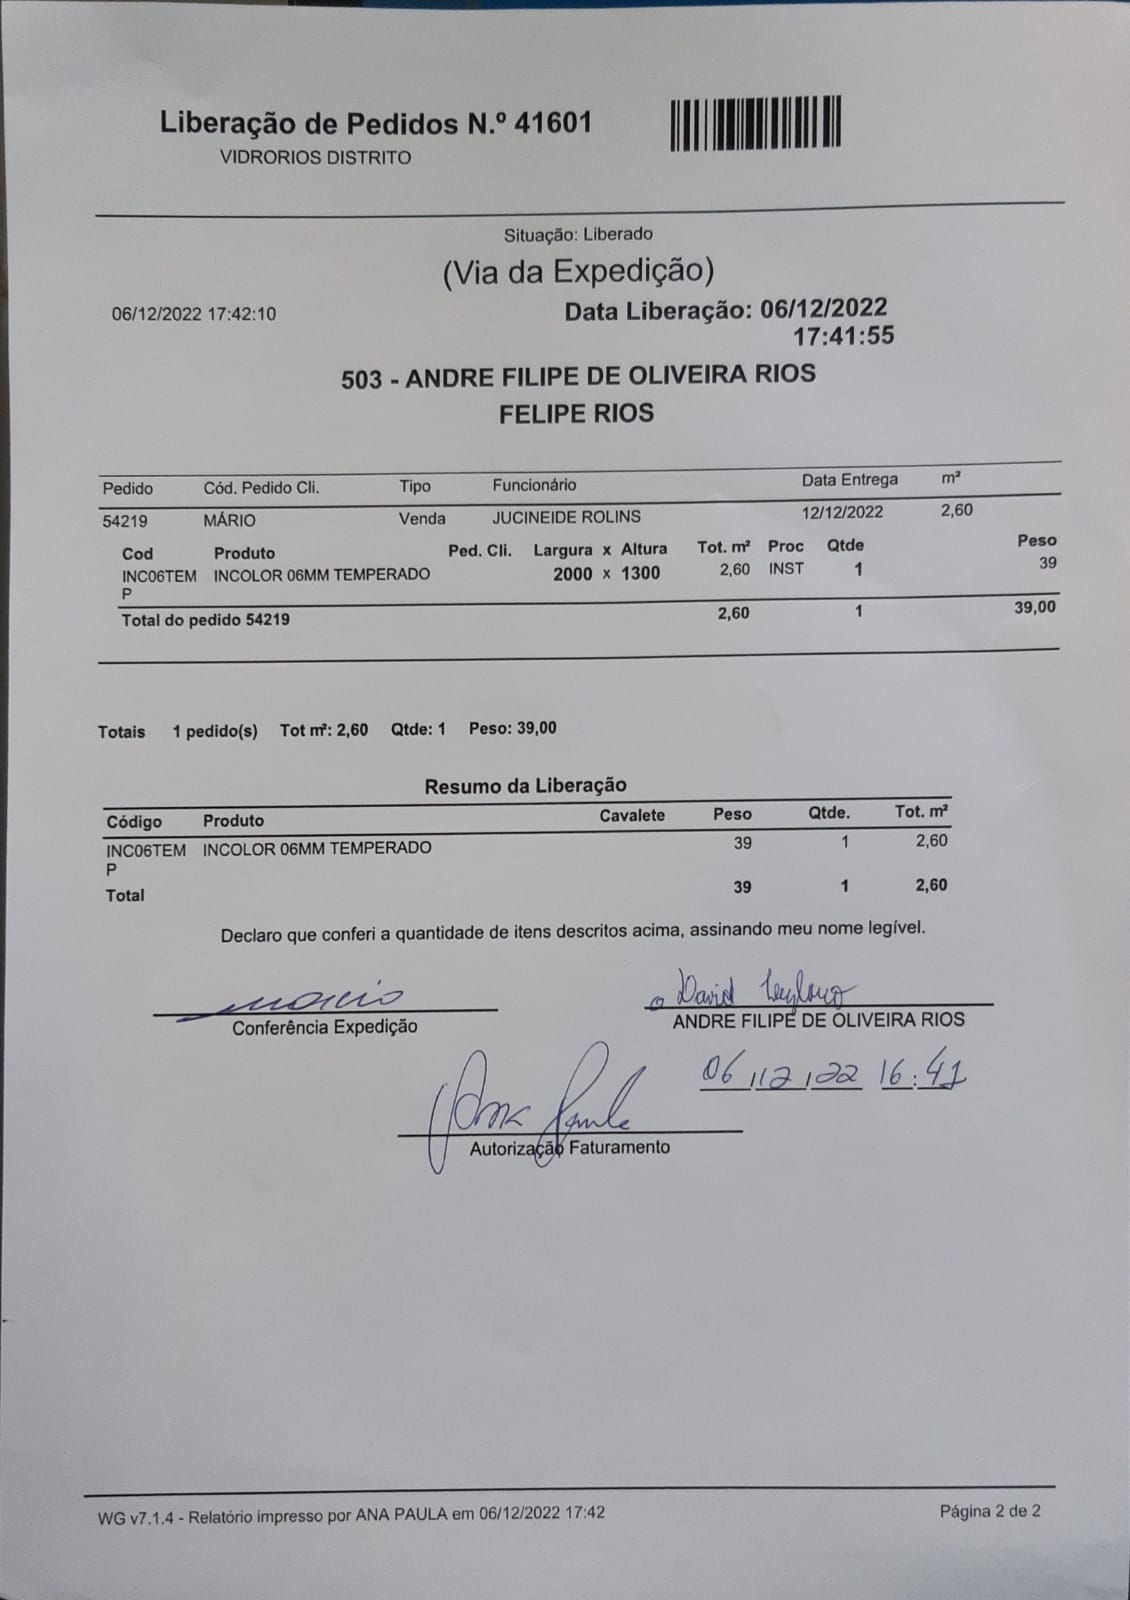 Liberação de Pedidos N.º 41601
VIDRORIOS DISTRITO
Situação: Liberado
(Via da Expedição)
06/12/2022 17:42:10
Data Liberação: 06/12/2022
17:41:55
503 - ANDRE FILIPE DE OLIVEIRA RIOS
FELIPE RIOS
Pedido Cód. Pedido Cli. Tipo Funcionário Data Entrega m²
54219 MÁRIO Venda JUCINEIDE ROLINS 12/12/2022 2,60
Cod Produto Ped. Cli. Largura x Altura Tot. m² Proc Qtde Peso
INC06TEM INCOLOR 06MM TEMPERADO 2000 x 1300 2,60 INST 1 39
P
Total do pedido 54219 2,60 1 39,00
Totais 1 pedido(s) Tot m²: 2,60 Qtde: 1 Peso: 39,00
Resumo da Liberação
Código Produto Cavalete Peso Qtde. Tot. m²
INC06TEM INCOLOR 06MM TEMPERADO 39 1 2,60
P
Total 39 1 2,60
Declaro que conferi a quantidade de itens descritos acima, assinando meu nome legível.
David
Conferência Expedição ANDRE FILIPE DE OLIVEIRA RIOS
06/12/22 16:41
Ana Paula
Autorização Faturamento
WG v7.1.4 - Relatório impresso por ANA PAULA em 06/12/2022 17:42 Página 2 de 2